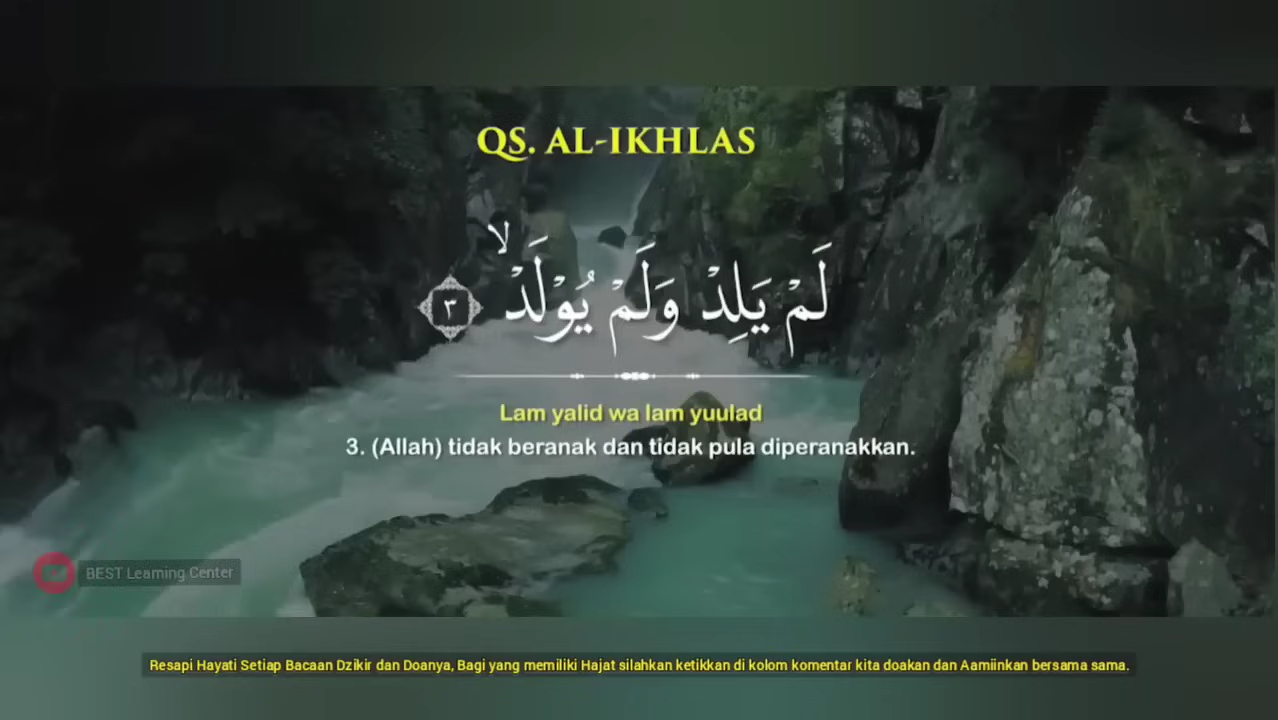 QS. AL-IKHLAS
لَمْ يَلِدْ وَلَمْ يُوْلَدْۙ ٣
Lam yalid wa lam yuulad
3. (Allah) tidak beranak dan tidak pula diperanakkan.
BEST Learning Center
Resapi Hayati Setiap Bacaan Dzikir dan Doanya, Bagi yang memiliki Hajat silahkan ketikkan di kolom komentar kita doakan dan Aamiinkan bersama sama.